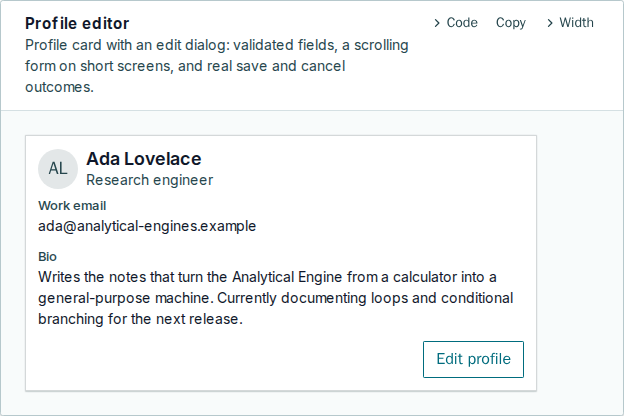 Profile editor
Code
Copy
Width
Profile card with an edit dialog: validated fields, a scrolling
form on short screens, and real save and cancel
outcomes.
AL
Ada Lovelace
Research engineer
Work email
ada@analytical-engines.example
Bio
Writes the notes that turn the Analytical Engine from a calculator into a
general-purpose machine. Currently documenting loops and conditional
branching for the next release.
Edit profile